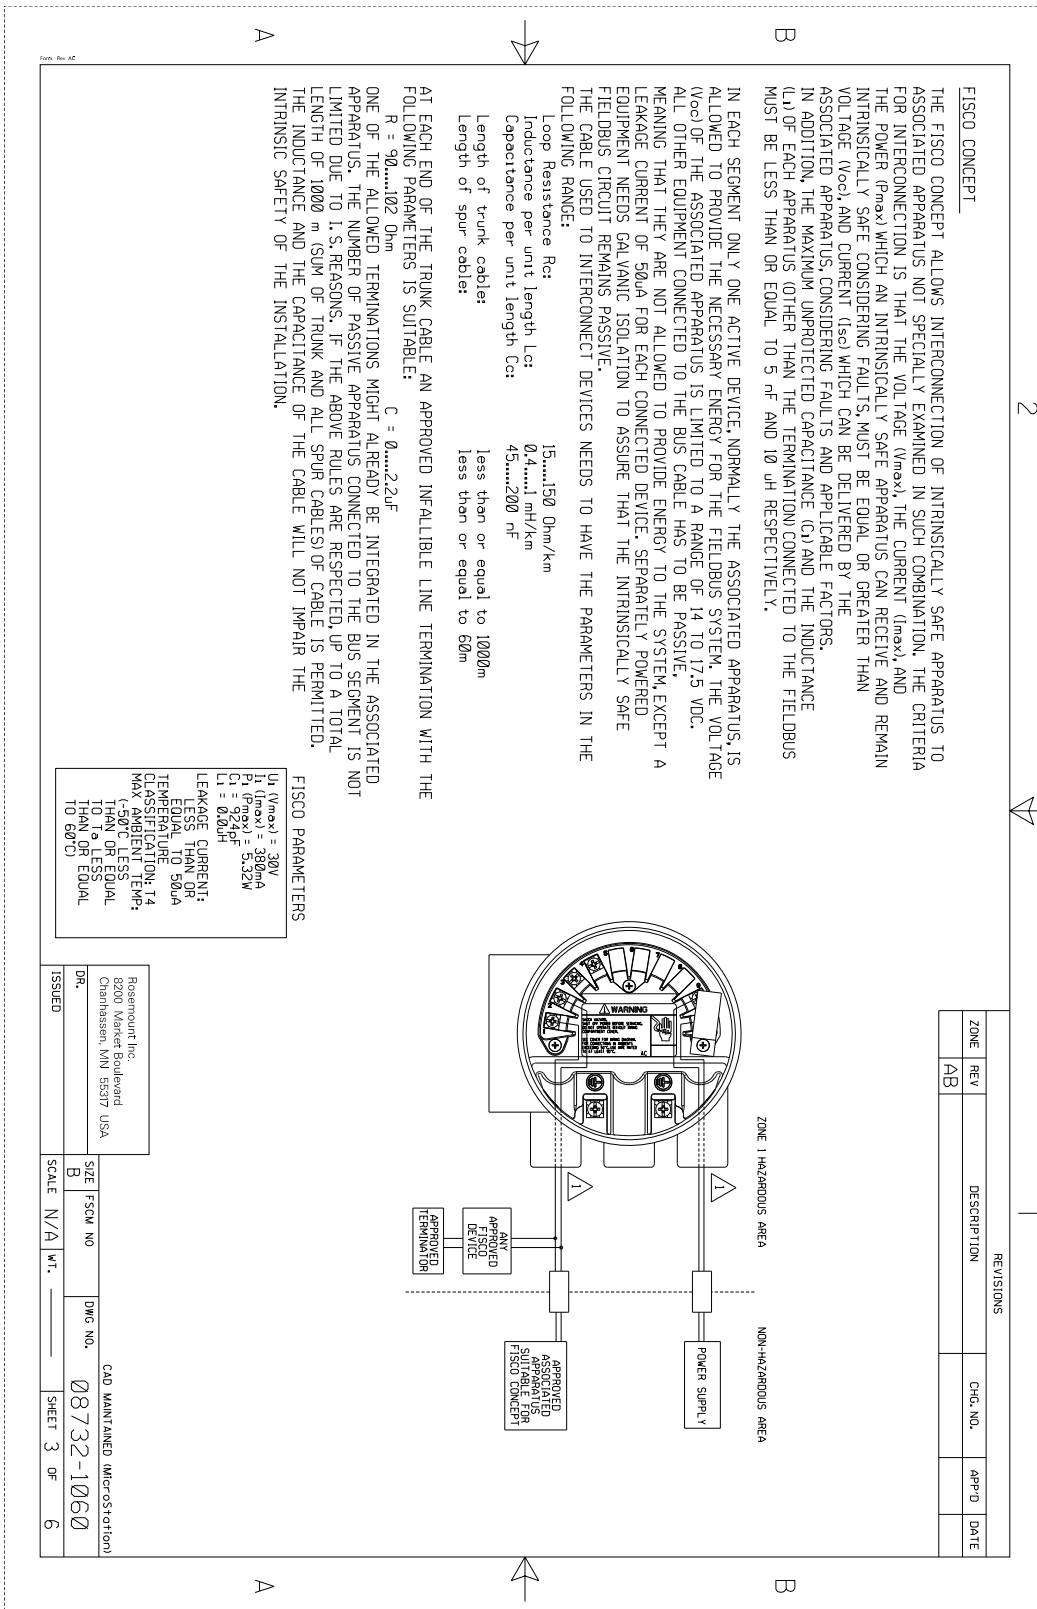 Form Rev AC
2
1
B
B
A
A
REVISIONS
ZONE REV DESCRIPTION CHG. NO. APP'D DATE
AB
FISCO CONCEPT
THE FISCO CONCEPT ALLOWS INTERCONNECTION OF INTRINSICALLY SAFE APPARATUS TO
ASSOCIATED APPARATUS NOT SPECIALLY EXAMINED IN SUCH COMBINATION. THE CRITERIA
FOR INTERCONNECTION IS THAT THE VOLTAGE (Vmax), THE CURRENT (Imax), AND
THE POWER (Pmax) WHICH AN INTRINSICALLY SAFE APPARATUS CAN RECEIVE AND REMAIN
INTRINSICALLY SAFE CONSIDERING FAULTS, MUST BE EQUAL OR GREATER THAN
VOLTAGE (Voc), AND CURRENT (Isc) WHICH CAN BE DELIVERED BY THE
ASSOCIATED APPARATUS, CONSIDERING FAULTS AND APPLICABLE FACTORS.
IN ADDITION, THE MAXIMUM UNPROTECTED CAPACITANCE (Ci) AND THE INDUCTANCE
(Li) OF EACH APPARATUS (OTHER THAN THE TERMINATION) CONNECTED TO THE FIELDBUS
MUST BE LESS THAN OR EQUAL TO 5 nF AND 10 uH RESPECTIVELY.
IN EACH SEGMENT ONLY ONE ACTIVE DEVICE, NORMALLY THE ASSOCIATED APPARATUS, IS
ALLOWED TO PROVIDE THE NECESSARY ENERGY FOR THE FIELDBUS SYSTEM. THE VOLTAGE
(Voc) OF THE ASSOCIATED APPARATUS IS LIMITED TO A RANGE OF 14 TO 17.5 VDC.
ALL OTHER EQUIPMENT CONNECTED TO THE BUS CABLE HAS TO BE PASSIVE,
MEANING THAT THEY ARE NOT ALLOWED TO PROVIDE ENERGY TO THE SYSTEM, EXCEPT A
LEAKAGE CURRENT OF 50uA FOR EACH CONNECTED DEVICE. SEPARATELY POWERED
EQUIPMENT NEEDS GALVANIC ISOLATION TO ASSURE THAT THE INTRINSICALLY SAFE
FIELDBUS CIRCUIT REMAINS PASSIVE.
THE CABLE USED TO INTERCONNECT DEVICES NEEDS TO HAVE THE PARAMETERS IN THE
FOLLOWING RANGE:
Loop Resistance Rc: 15.....150 Ohm/km
Inductance per unit length Lc: 0.4.....1 mH/km
Capacitance per unit length Cc: 45.....200 nF
Length of trunk cable: less than or equal to 1000m
Length of spur cable: less than or equal to 60m
AT EACH END OF THE TRUNK CABLE AN APPROVED INFALLIBLE LINE TERMINATION WITH THE
FOLLOWING PARAMETERS IS SUITABLE:
R = 90.....102 Ohm C = 0.....2.2uF
ONE OF THE ALLOWED TERMINATIONS MIGHT ALREADY BE INTEGRATED IN THE ASSOCIATED
APPARATUS. THE NUMBER OF PASSIVE APPARATUS CONNECTED TO THE BUS SEGMENT IS NOT
LIMITED DUE TO I.S. REASONS. IF THE ABOVE RULES ARE RESPECTED, UP TO A TOTAL
LENGTH OF 1000 m (SUM OF TRUNK AND ALL SPUR CABLES) OF CABLE IS PERMITTED.
THE INDUCTANCE AND THE CAPACITANCE OF THE CABLE WILL NOT IMPAIR THE
INTRINSIC SAFETY OF THE INSTALLATION.
FISCO PARAMETERS
Ui (Vmax) = 30V
Ii (Imax) = 380mA
Pi (Pmax) = 5.32W
Ci = 924pF
Li = 0.0uH
LEAKAGE CURRENT:
LESS THAN OR
EQUAL TO 50uA
TEMPERATURE
CLASSIFICATION: T4
MAX AMBIENT TEMP:
(-50°C LESS
THAN OR EQUAL
TO Ta LESS
THAN OR EQUAL
TO 60°C)
ZONE 1 HAZARDOUS AREA
NON-HAZARDOUS AREA
WARNING
AC
1
1
POWER SUPPLY
ANY
APPROVED
FISCO
DEVICE
APPROVED
TERMINATOR
APPROVED
ASSOCIATED
APPARATUS
SUITABLE FOR
FISCO CONCEPT
Rosemount Inc.
8200 Market Boulevard
Chanhassen, MN 55317 USA
DR.
ISSUED
CAD MAINTAINED (MicroStation)
SIZE B
FSCM NO
DWG NO. 08732-1060
SCALE N/A WT. SHEET 3 OF 6